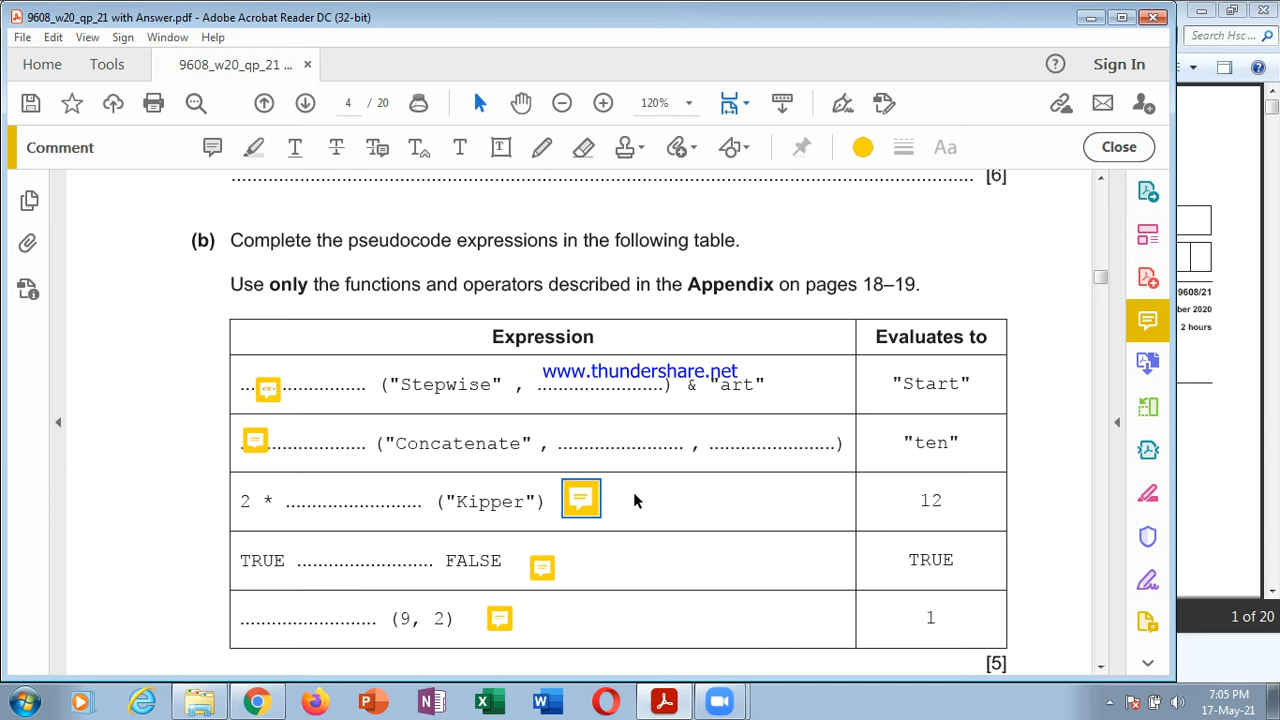 9608_w20_qp_21 with Answer.pdf - Adobe Acrobat Reader DC (32-bit)
File Edit View Sign Window Help
Home Tools 9608_w20_qp_21 ... × Sign In
4 / 20 120%
Comment Aa Close
[6]
(b) Complete the pseudocode expressions in the following table.
Use only the functions and operators described in the Appendix on pages 18–19.
Expression Evaluates to
www.thundershare.net
("Stepwise" , ........................) & "art" "Start"
("Concatenate" , ........................ , ........................) "ten"
2 * ........................ ("Kipper") 12
TRUE ........................ FALSE TRUE
........................ (9, 2) 1
[5]
Search Hsc...
9608/21
ber 2020
2 hours
1 of 20
7:05 PM
17-May-21